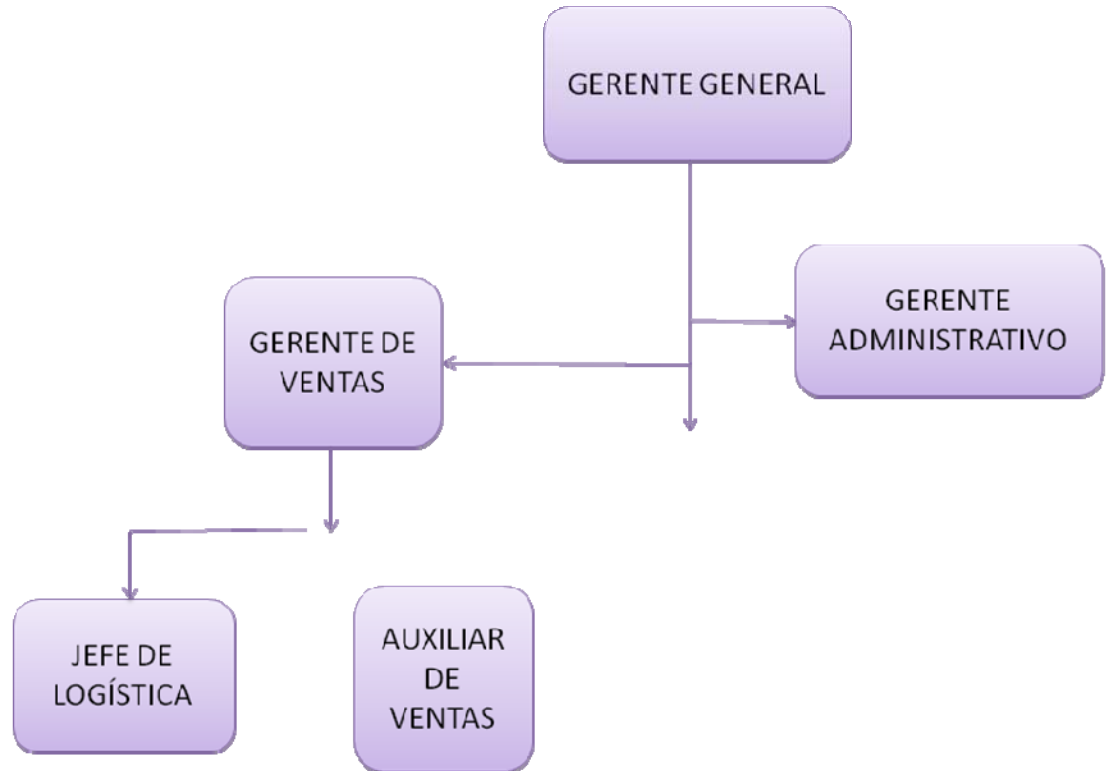 GERENTE GENERAL
GERENTE
ADMINISTRATIVO
GERENTE DE
VENTAS
JEFE DE
LOGÍSTICA
AUXILIAR
DE
VENTAS